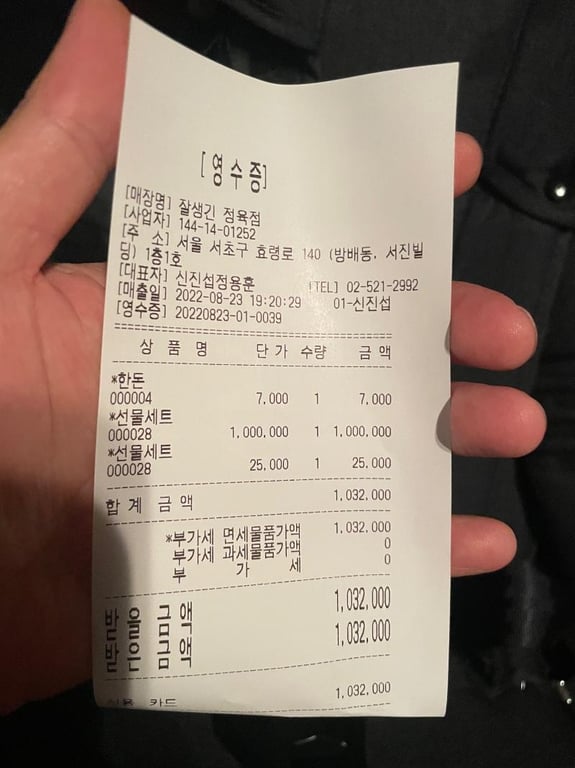 [영수증]
[매장명] 잘생긴 정육점
[사업자] 144-14-01252
[주 소] 서울 서초구 효령로 140 (방배동, 서진빌
딩) 1층1호
[대표자] 신진섭정용훈 [TEL] 02-521-2992
[매출일] 2022-08-23 19:20:29 01-신진섭
[영수증] 20220823-01-0039
상 품 명 단 가 수량 금 액
*한돈
000004 7,000 1 7,000
*선물세트
000028 1,000,000 1 1,000,000
*선물세트
000028 25,000 1 25,000
합 계 금 액 1,032,000
*부가세 면세물품가액 1,032,000
부가세 과세물품가액 0
부 가 세 0
받 을 금 액 1,032,000
받 은 금 액 1,032,000
신용 카드 1,032,000